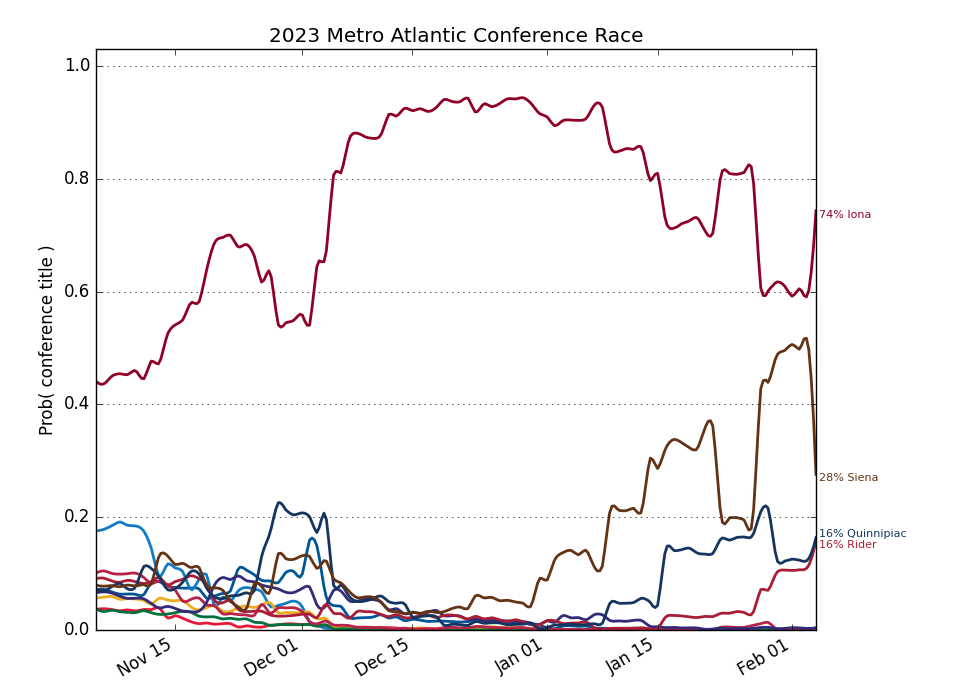 2023 Metro Atlantic Conference Race
Prob( conference title )
1.0
0.8
0.6
0.4
0.2
0.0
74% Iona
28% Siena
16% Quinnipiac
16% Rider
Nov 15
Dec 01
Dec 15
Jan 01
Jan 15
Feb 01